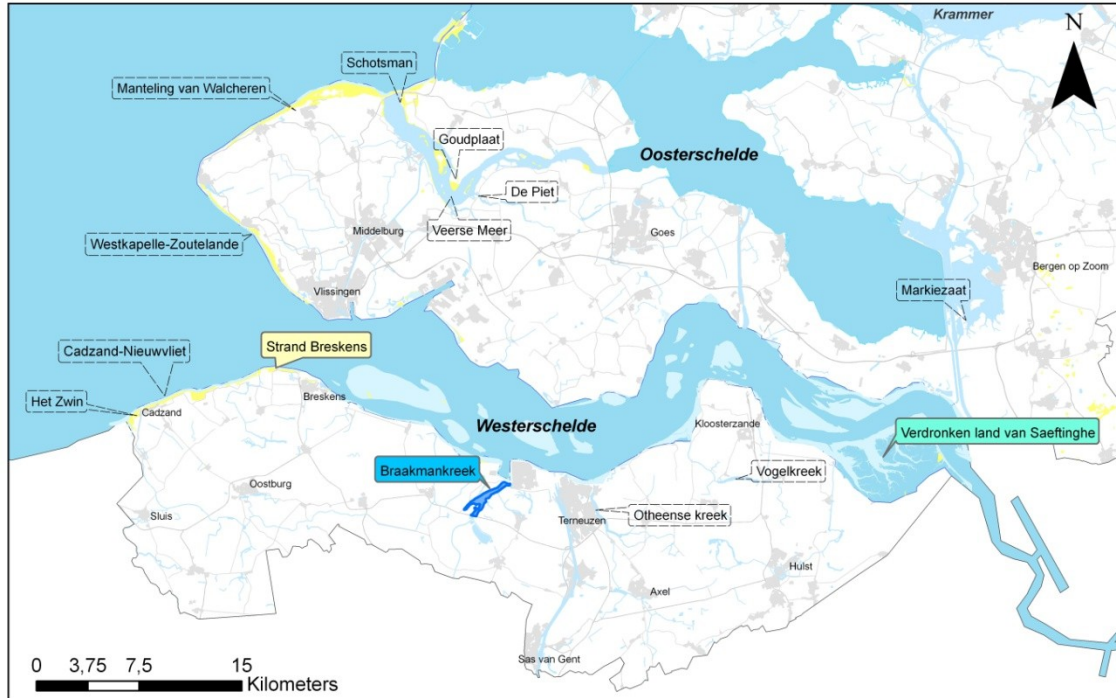 Krammer
N
Schotsman
Manteling van Walcheren
Goudplaat
Oosterschelde
De Piet
Middelburg
Veerse Meer
Goes
Westkapelle-Zoutelande
Bergen op Zoom
Vlissingen
Markiezaat
Strand Breskens
Cadzand-Nieuwvliet
Het Zwin
Cadzand
Breskens
Westerschelde
Kloosterzande
Verdronken land van Saeftinghe
Braakmankreek
Vogelkreek
Oostburg
Sluis
Terneuzen
Otheense kreek
Hulst
Axel
Sas van Gent
0 3,75 7,5 15
Kilometers